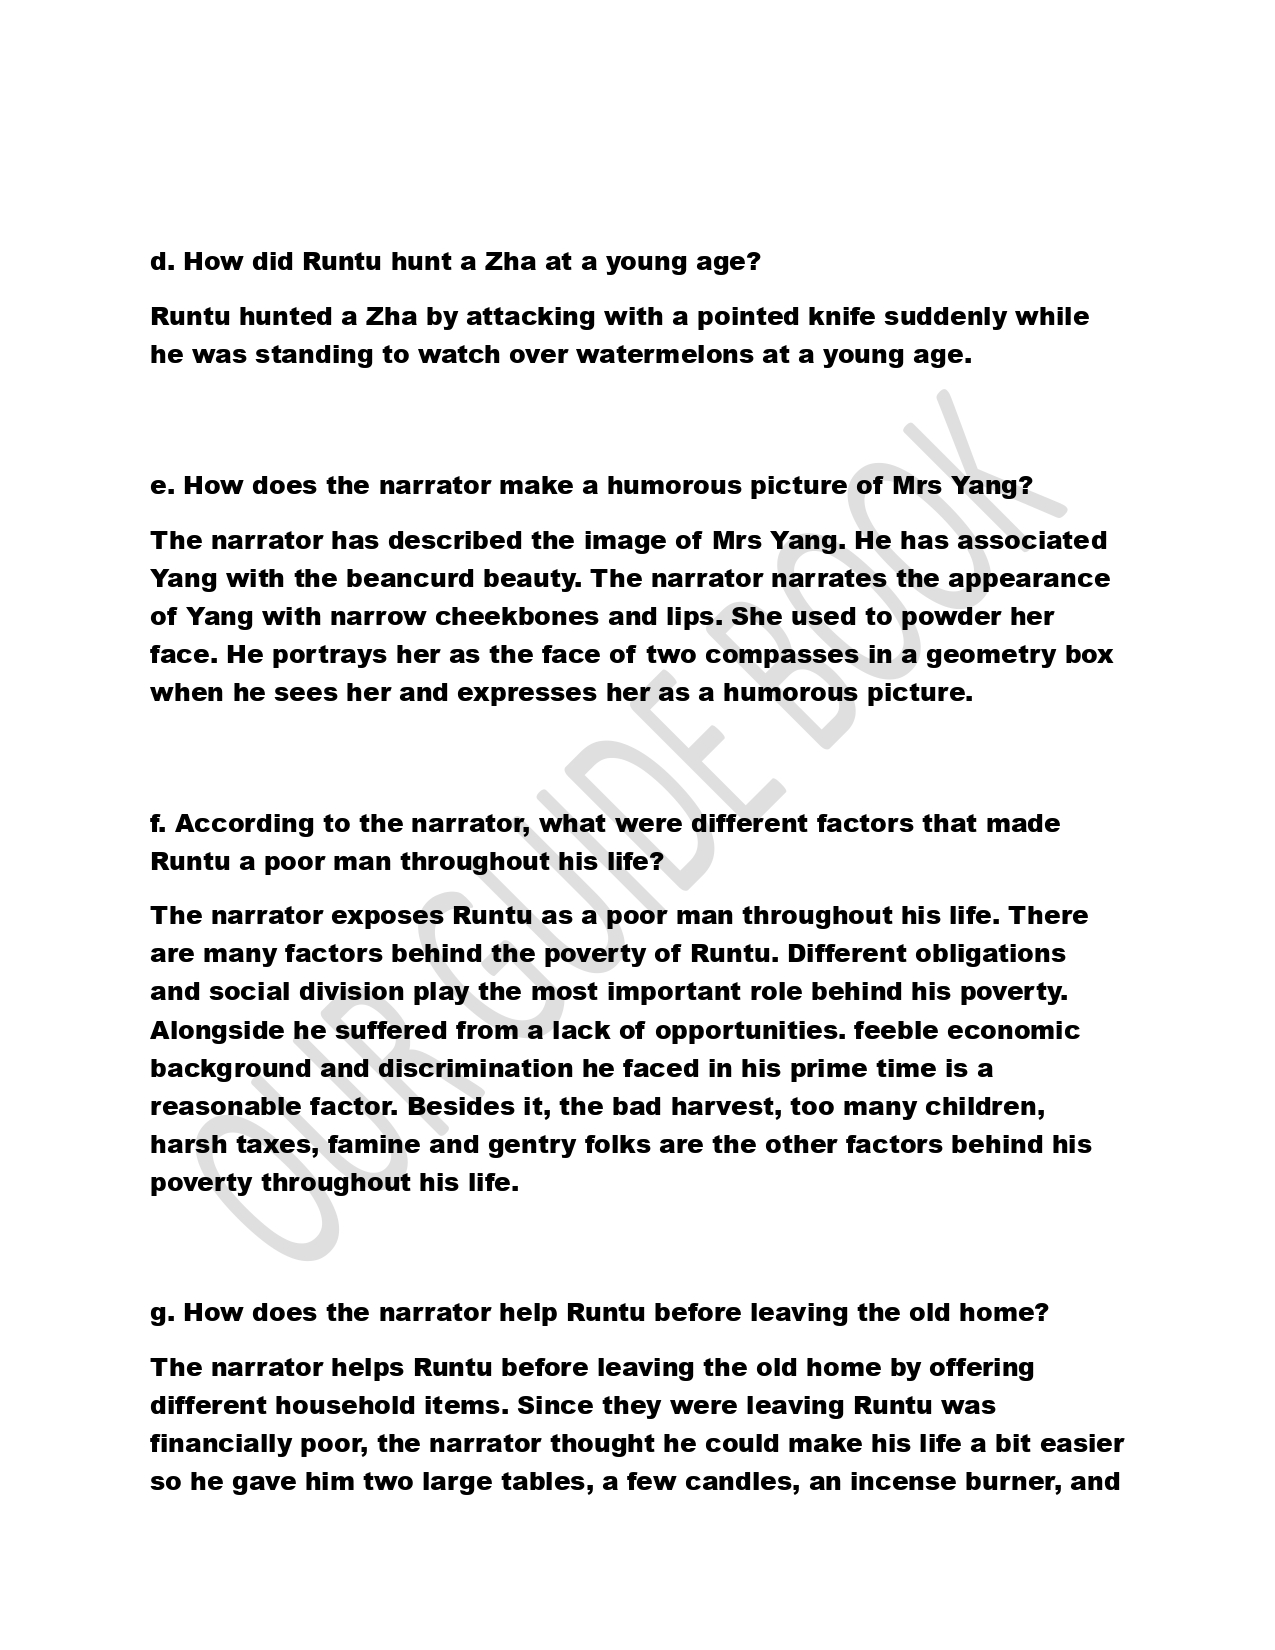 d. How did Runtu hunt a Zha at a young age?
Runtu hunted a Zha by attacking with a pointed knife suddenly while
he was standing to watch over watermelons at a young age.
e. How does the narrator make a humorous picture of Mrs Yang?
The narrator has described the image of Mrs Yang. He has associated
Yang with the beancurd beauty. The narrator narrates the appearance
of Yang with narrow cheekbones and lips. She used to powder her
face. He portrays her as the face of two compasses in a geometry box
when he sees her and expresses her as a humorous picture.
f. According to the narrator, what were different factors that made
Runtu a poor man throughout his life?
The narrator exposes Runtu as a poor man throughout his life. There
are many factors behind the poverty of Runtu. Different obligations
and social division play the most important role behind his poverty.
Alongside he suffered from a lack of opportunities. feeble economic
background and discrimination he faced in his prime time is a
reasonable factor. Besides it, the bad harvest, too many children,
harsh taxes, famine and gentry folks are the other factors behind his
poverty throughout his life.
g. How does the narrator help Runtu before leaving the old home?
The narrator helps Runtu before leaving the old home by offering
different household items. Since they were leaving Runtu was
financially poor, the narrator thought he could make his life a bit easier
so he gave him two large tables, a few candles, an incense burner, and
OUR GUIDE BOOK